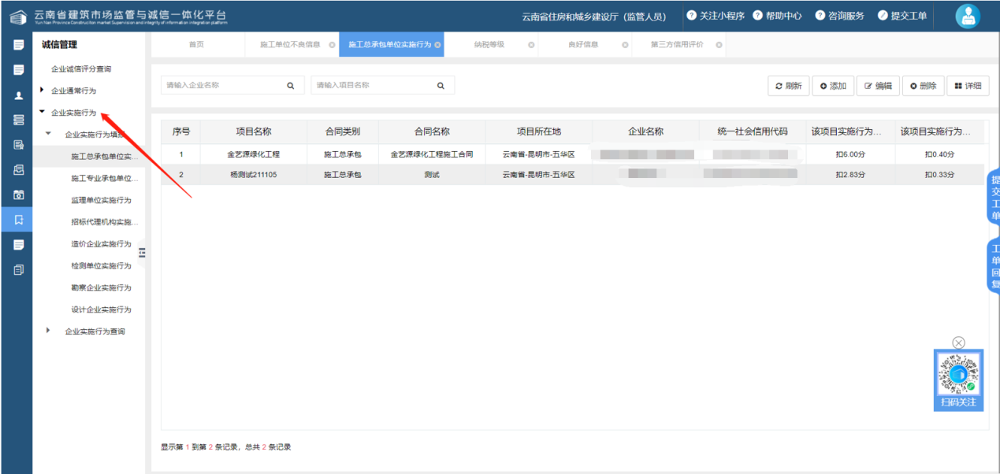 云南省建筑市场监管与诚信一体化平台
Yun Nan Province Construction market Supervision and integrity of information integration platform
云南省住房和城乡建设厅（监管人员）
关注小程序
帮助中心
咨询服务
提交工单
诚信管理
企业诚信评分查询
企业通常行为
企业实施行为
企业实施行为填报
施工总承包单位实...
施工专业承包单位...
监理单位实施行为
招标代理机构实施...
造价企业实施行为
检测单位实施行为
勘察企业实施行为
设计企业实施行为
企业实施行为查询
首页
施工单位不良信息
施工总承包单位实施行为
纳税等级
良好信息
第三方信用评价
请输入企业名称
请输入项目名称
刷新
添加
编辑
删除
详细
序号 项目名称 合同类别 合同名称 项目所在地 企业名称 统一社会信用代码 该项目实施行为... 该项目实施行为...
1 金艺源绿化工程 施工总承包 金艺源绿化工程施工合同 云南省-昆明市-五华区 扣6.00分 扣0.40分
2 杨测试211105 施工总承包 测试 云南省-昆明市-五华区 扣2.83分 扣0.33分
显示第 1 到第 2 条记录，总共 2 条记录
提交工单
工单回复
扫码关注